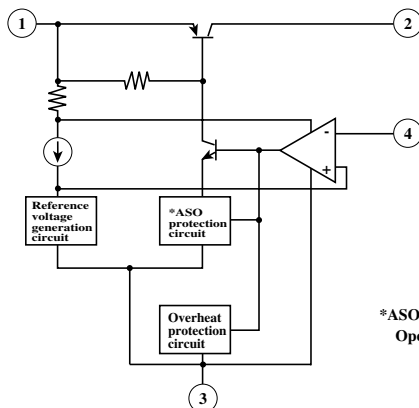 1
2
-
4
+
Reference
voltage
generation
circuit
*ASO
protection
circuit
Overheat
protection
circuit
*ASO
Ope
3